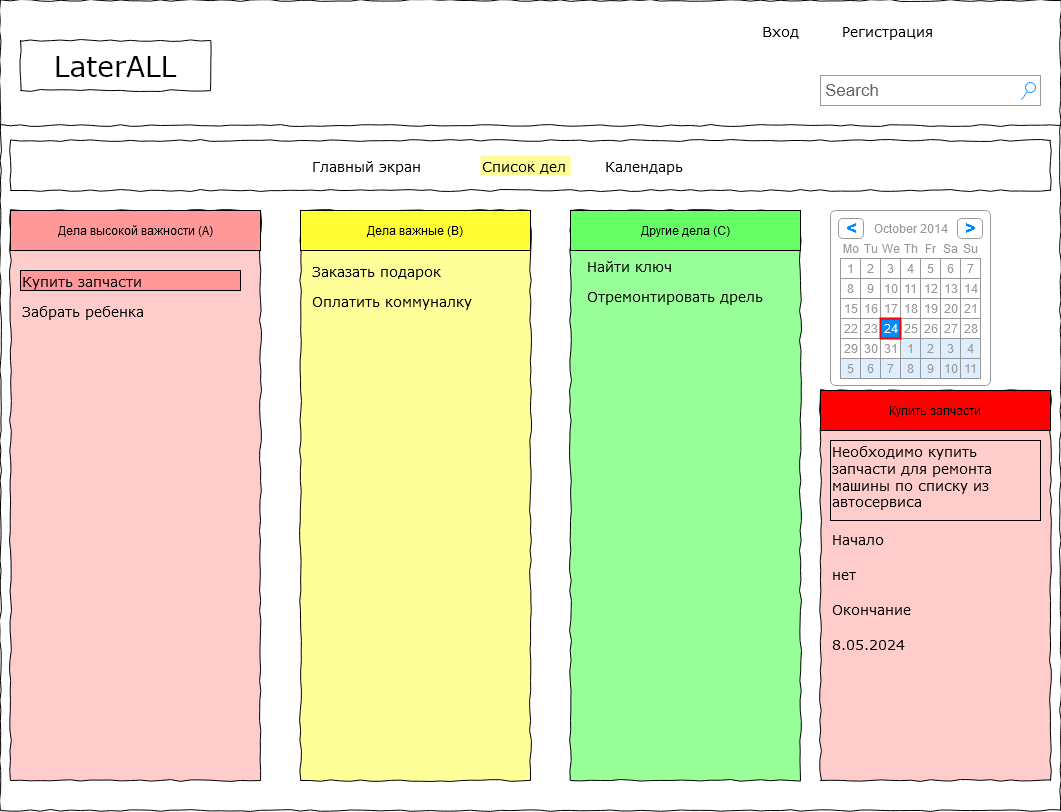 Вход
Регистрация
LaterALL
Search
Главный экран
Список дел
Календарь
Дела высокой важности (А)
Купить запчасти
Забрать ребенка
Дела важные (В)
Заказать подарок
Оплатить коммуналку
Другие дела (С)
Найти ключ
Отремонтировать дрель
< October 2014 >
Mo Tu We Th Fr Sa Su
1 2 3 4 5 6 7
8 9 10 11 12 13 14
15 16 17 18 19 20 21
22 23 24 25 26 27 28
29 30 31 1 2 3 4
5 6 7 8 9 10 11
Купить запчасти
Необходимо купить
запчасти для ремонта
машины по списку из
автосервиса
Начало
нет
Окончание
8.05.2024